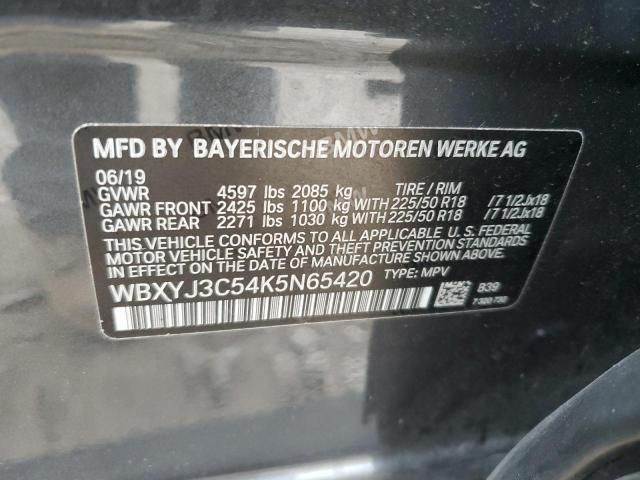 MFD BY BAYERISCHE MOTOREN WERKE AG
06/19
GVWR 4597 lbs 2085 kg TIRE / RIM
GAWR FRONT 2425 lbs 1100 kg WITH 225/50 R18 /7 1/2Jx18
GAWR REAR 2271 lbs 1030 kg WITH 225/50 R18 /7 1/2Jx18
THIS VEHICLE CONFORMS TO ALL APPLICABLE U. S. FEDERAL
MOTOR VEHICLE SAFETY AND THEFT PREVENTION STANDARDS
IN EFFECT ON THE DATE OF MANUFACTURE SHOWN ABOVE.
WBXYJ3C54K5N65420 TYPE: MPV
B39
7 320 730